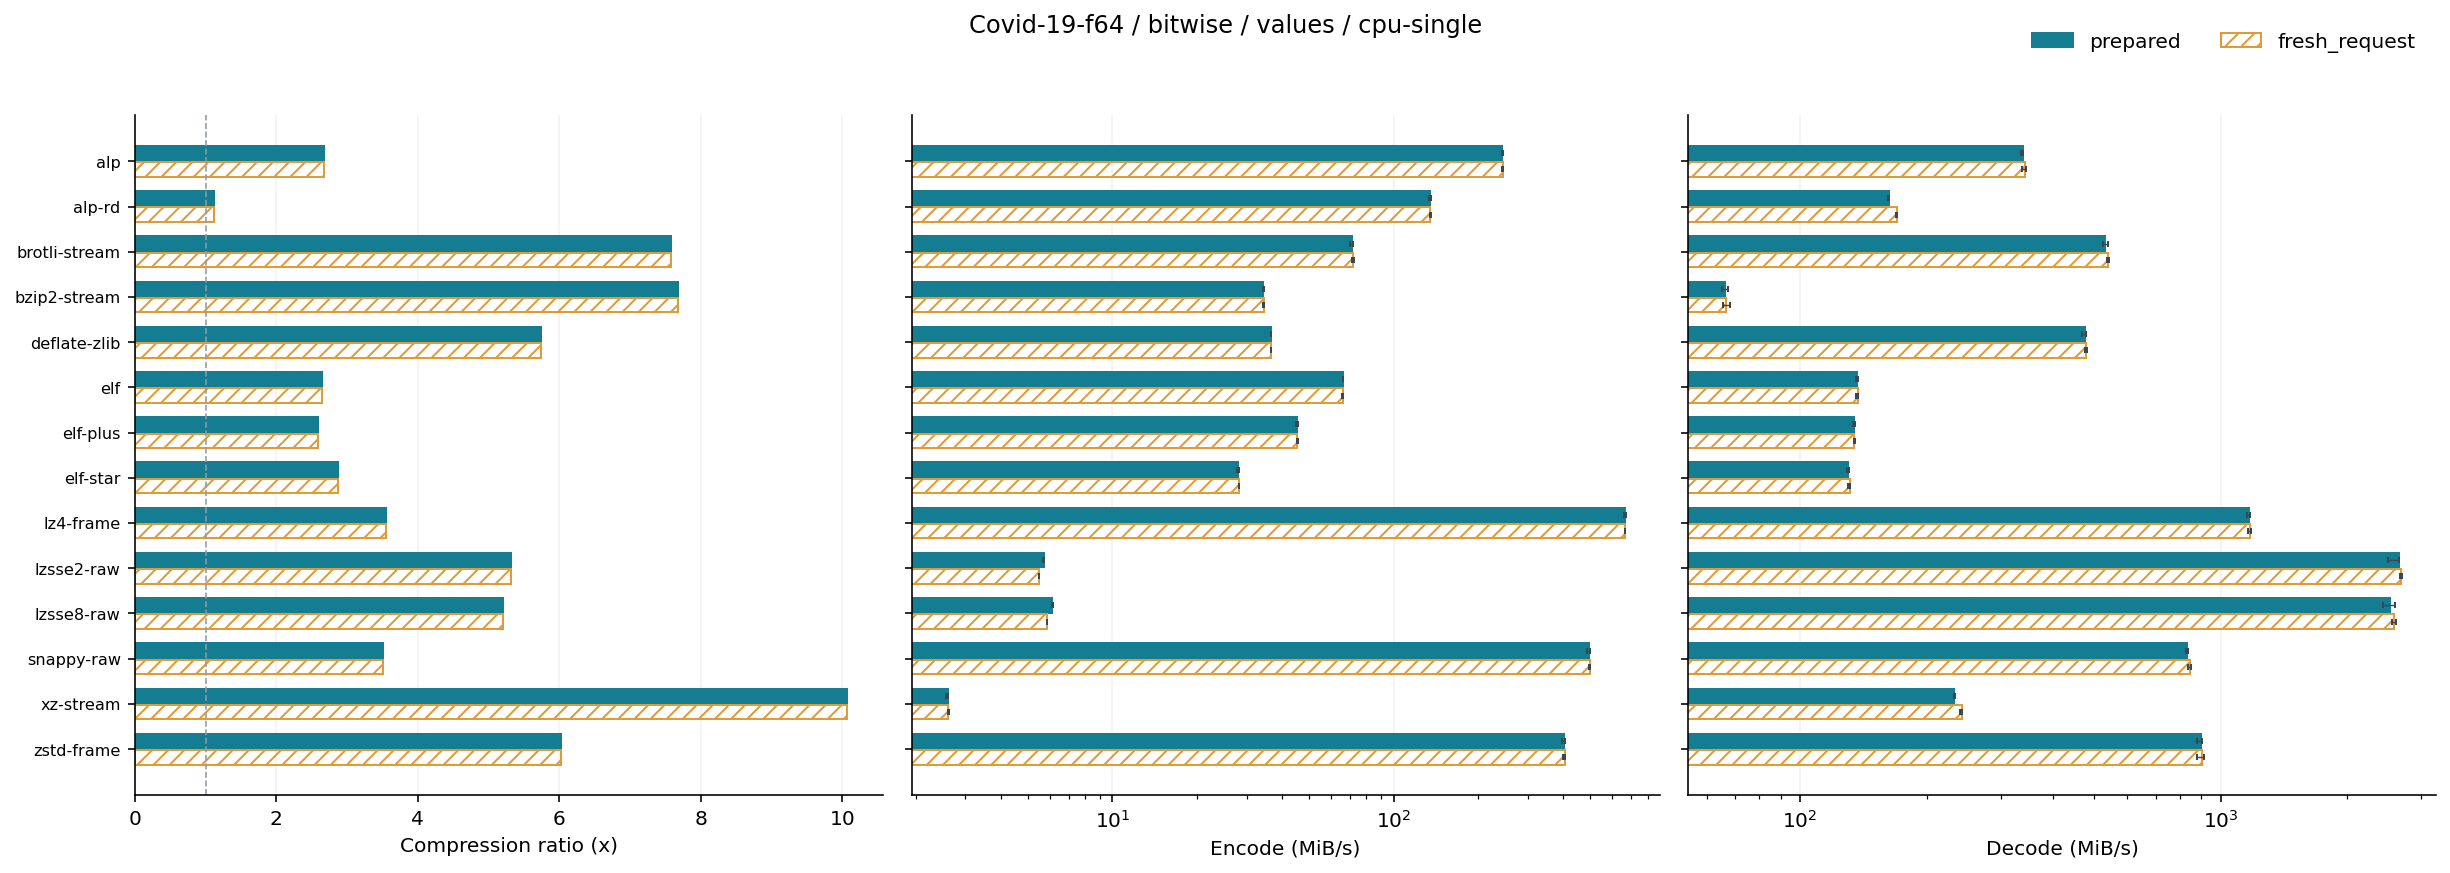 Covid-19-f64 / bitwise / values / cpu-single
prepared
fresh_request
alp
alp-rd
brotli-stream
bzip2-stream
deflate-zlib
elf
elf-plus
elf-star
lz4-frame
lzsse2-raw
lzsse8-raw
snappy-raw
xz-stream
zstd-frame
0 2 4 6 8 10
Compression ratio (x)
10¹ 10²
Encode (MiB/s)
10² 10³
Decode (MiB/s)